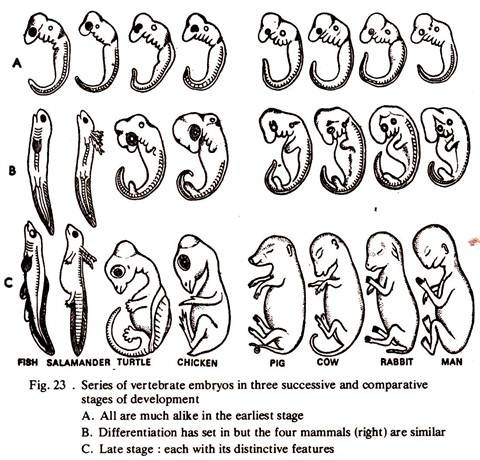 A
B
C
FISH SALAMANDER TURTLE CHICKEN PIG COW RABBIT MAN
Fig. 23 . Series of vertebrate embryos in three successive and comparative
stages of development
A. All are much alike in the earliest stage
B. Differentiation has set in but the four mammals (right) are similar
C. Late stage : each with its distinctive features